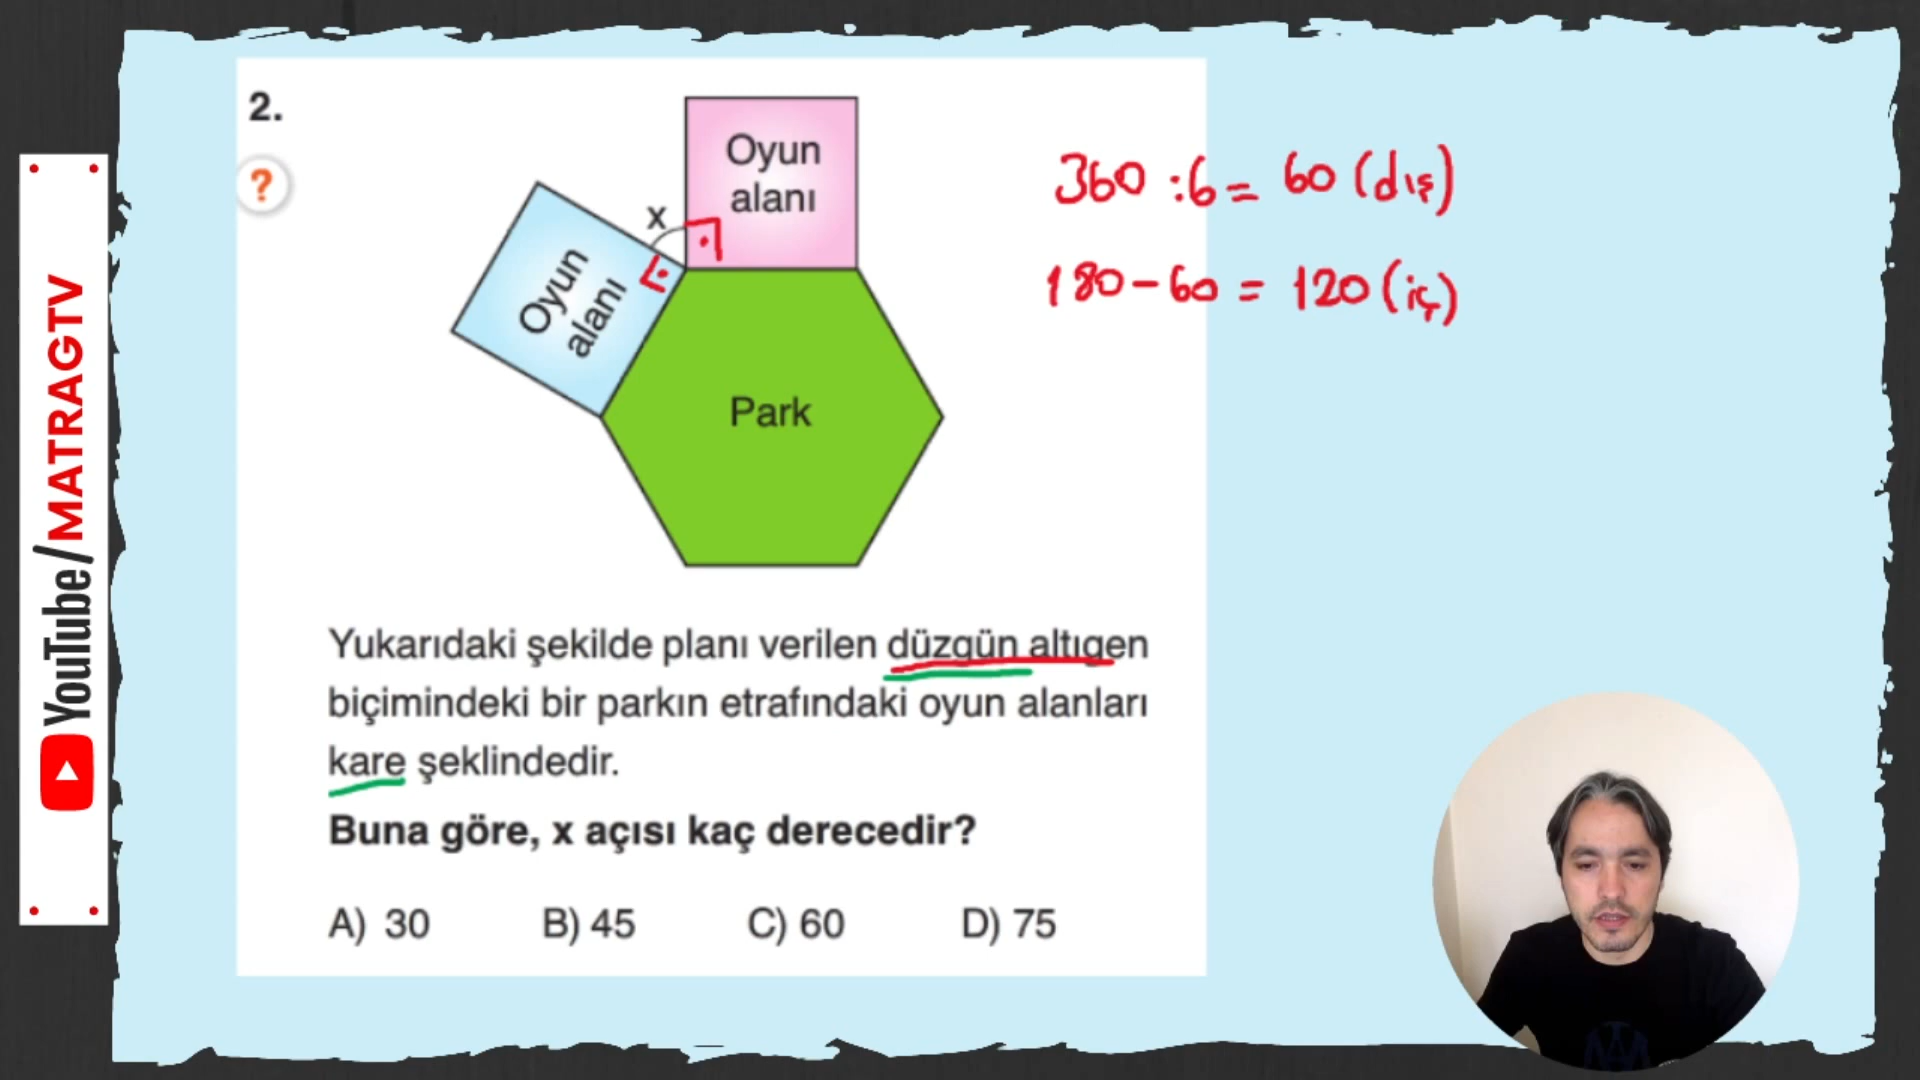 YouTube/MATRAGTV
2.
?
Oyun
alanı
x
Oyun
alanı
Park
360 :6 = 60 (dış)
180-60 = 120 (iç)
Yukarıdaki şekilde planı verilen düzgün altıgen
biçimindeki bir parkın etrafındaki oyun alanları
kare şeklindedir.
Buna göre, x açısı kaç derecedir?
A) 30 B) 45 C) 60 D) 75